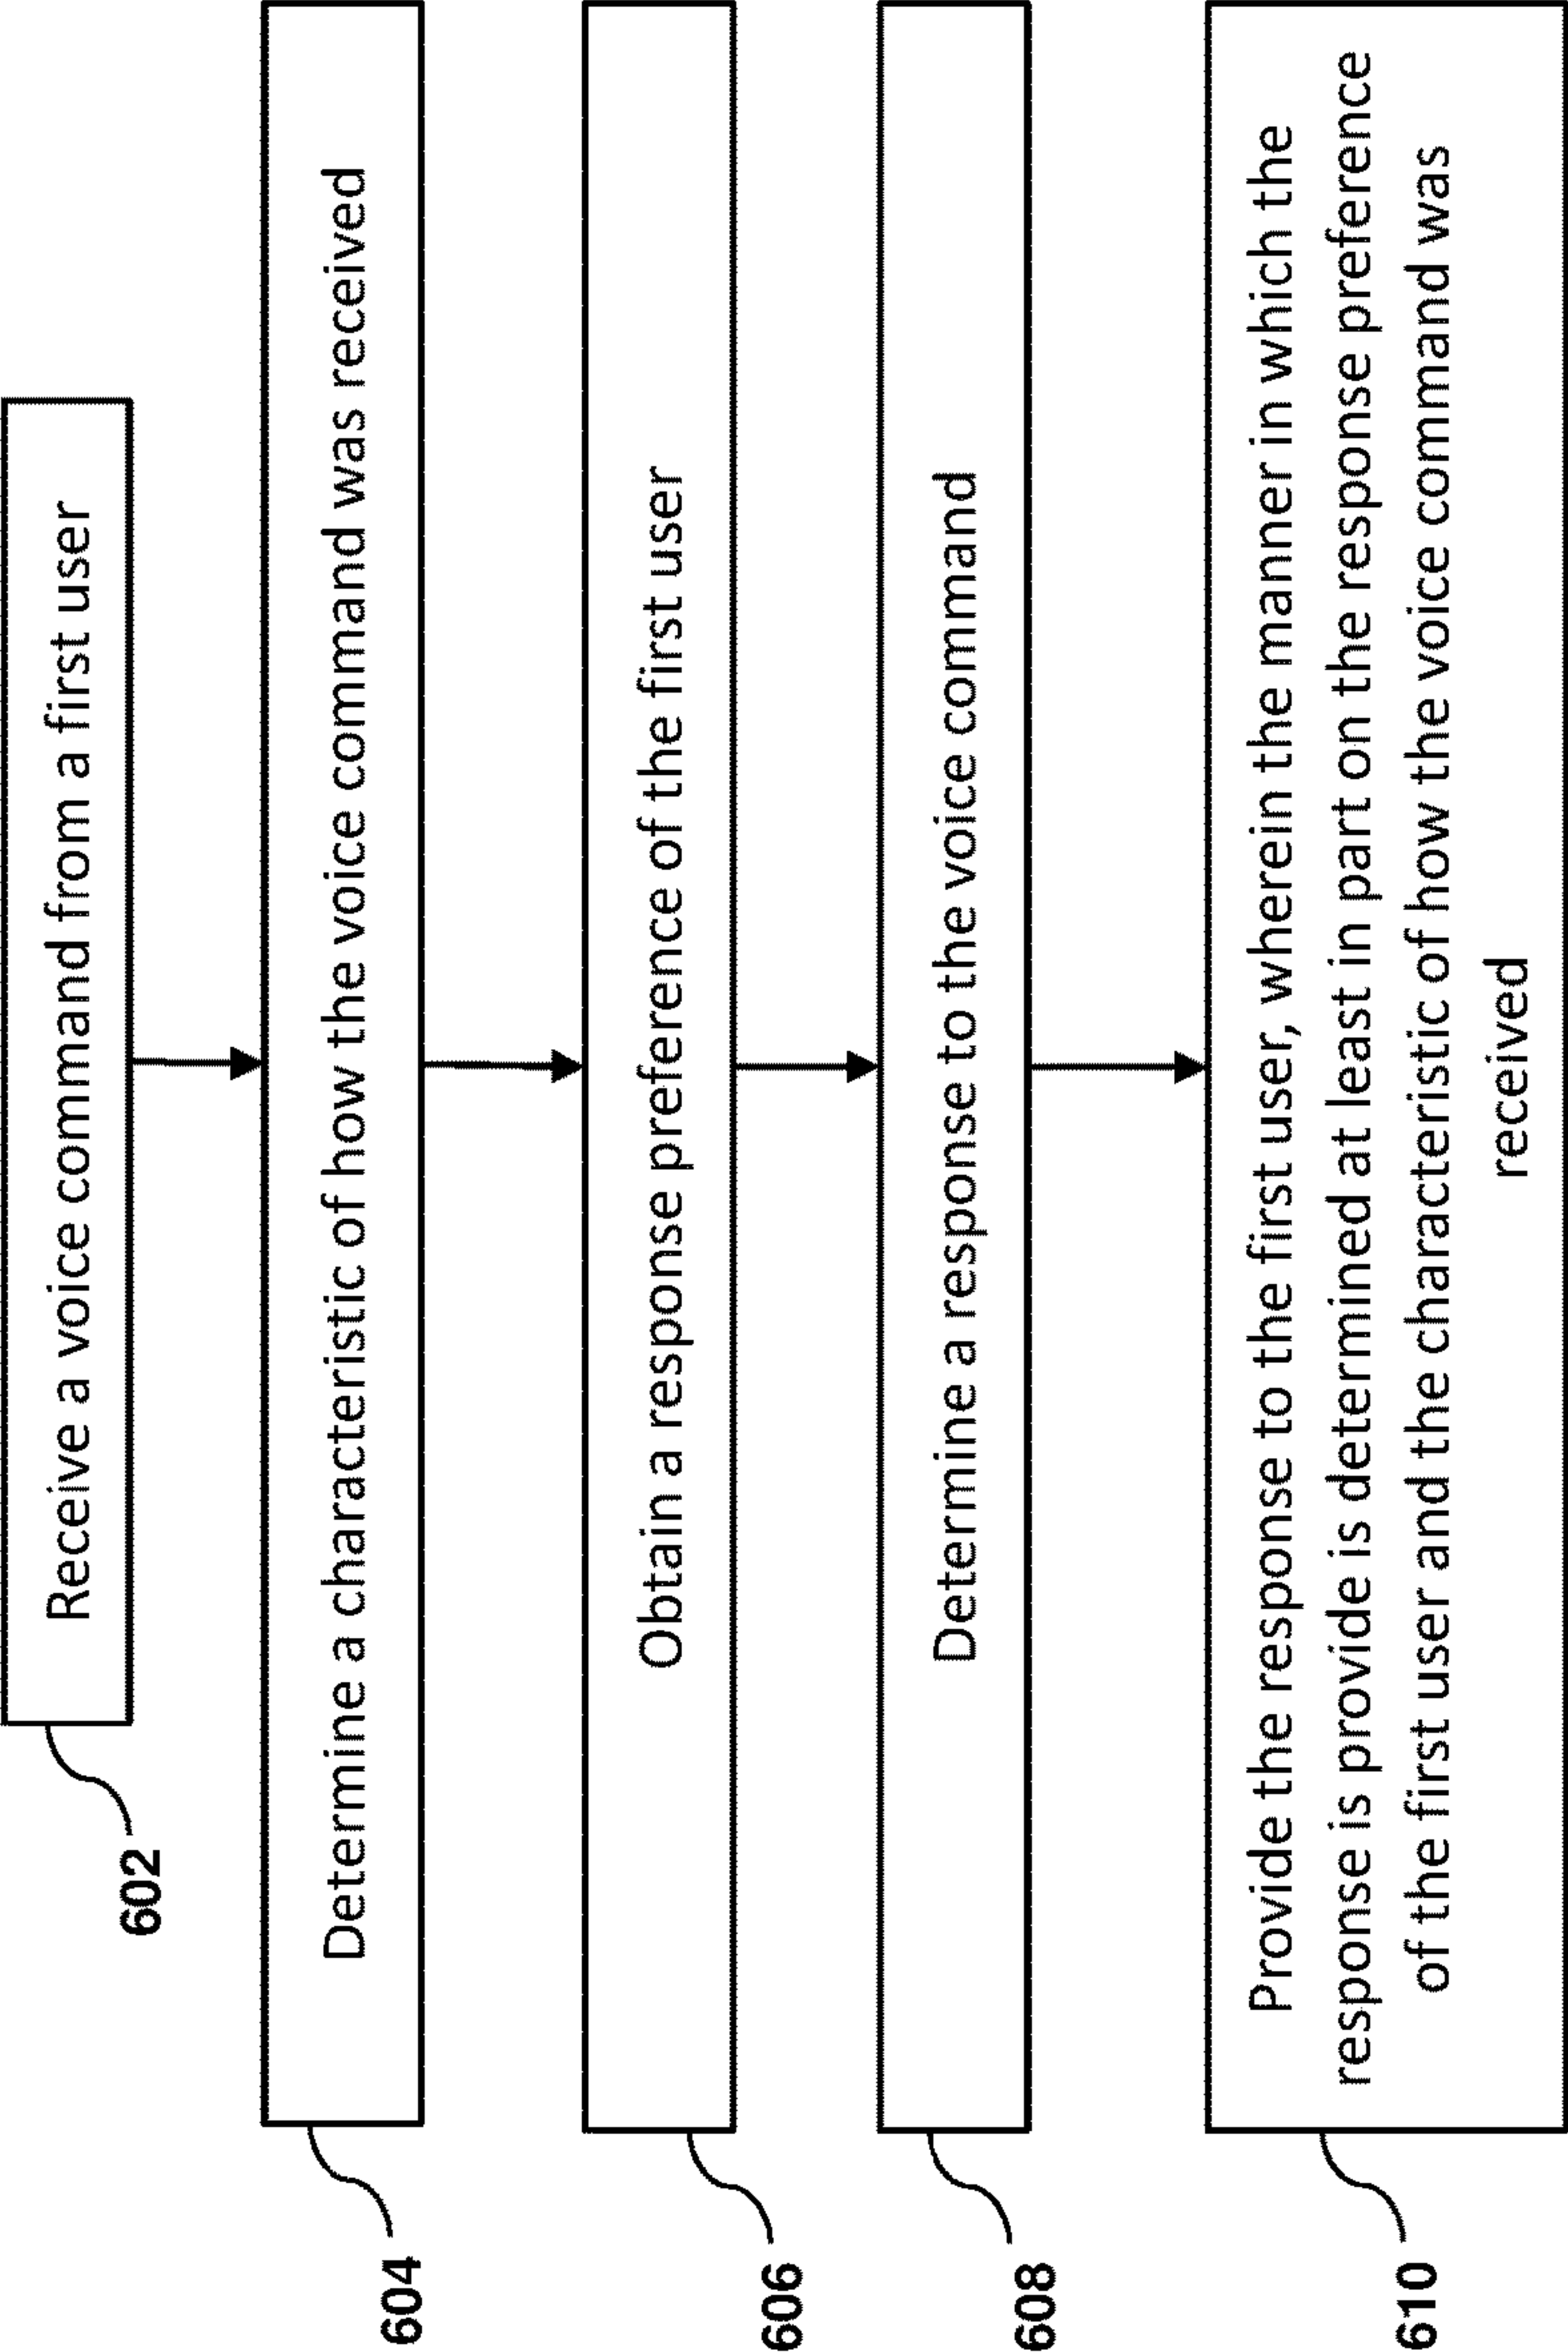 Receive a voice command from a first user
602
Determine a characteristic of how the voice command was received
604
Obtain a response preference of the first user
606
Determine a response to the voice command
608
Provide the response to the first user, wherein the manner in which the
response is provide is determined at least in part on the response preference
of the first user and the characteristic of how the voice command was
received
610